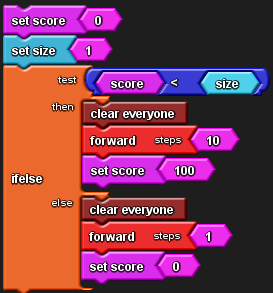 set score 0
set size 1
test score < size
then
clear everyone
forward steps 10
set score 100
ifelse
else
clear everyone
forward steps 1
set score 0